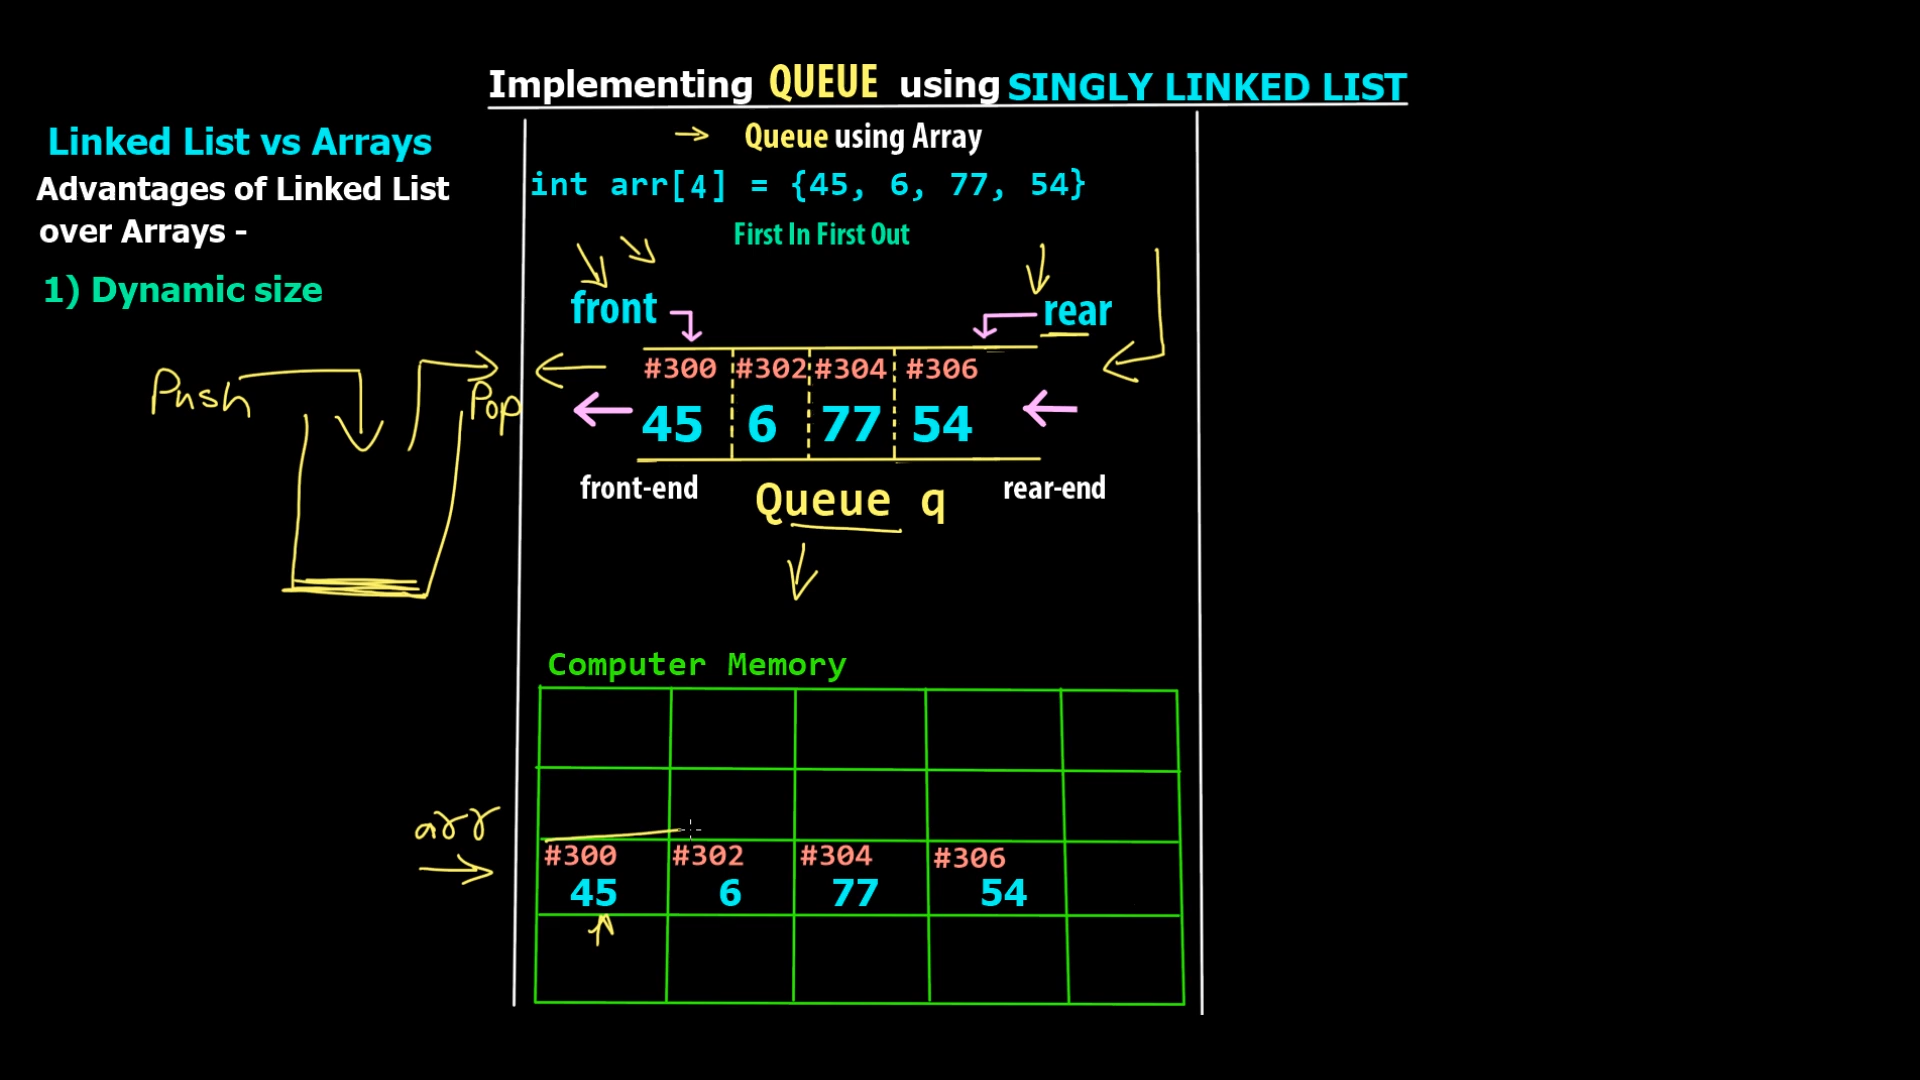 Implementing QUEUE using SINGLY LINKED LIST
Linked List vs Arrays
Advantages of Linked List
over Arrays -
1) Dynamic size
Push
Pop
→ Queue using Array
int arr[4] = {45, 6, 77, 54}
First In First Out
front
rear
#300 #302 #304 #306
45 6 77 54
front-end
rear-end
Queue q
Computer Memory
arr
#300 #302 #304 #306
45 6 77 54